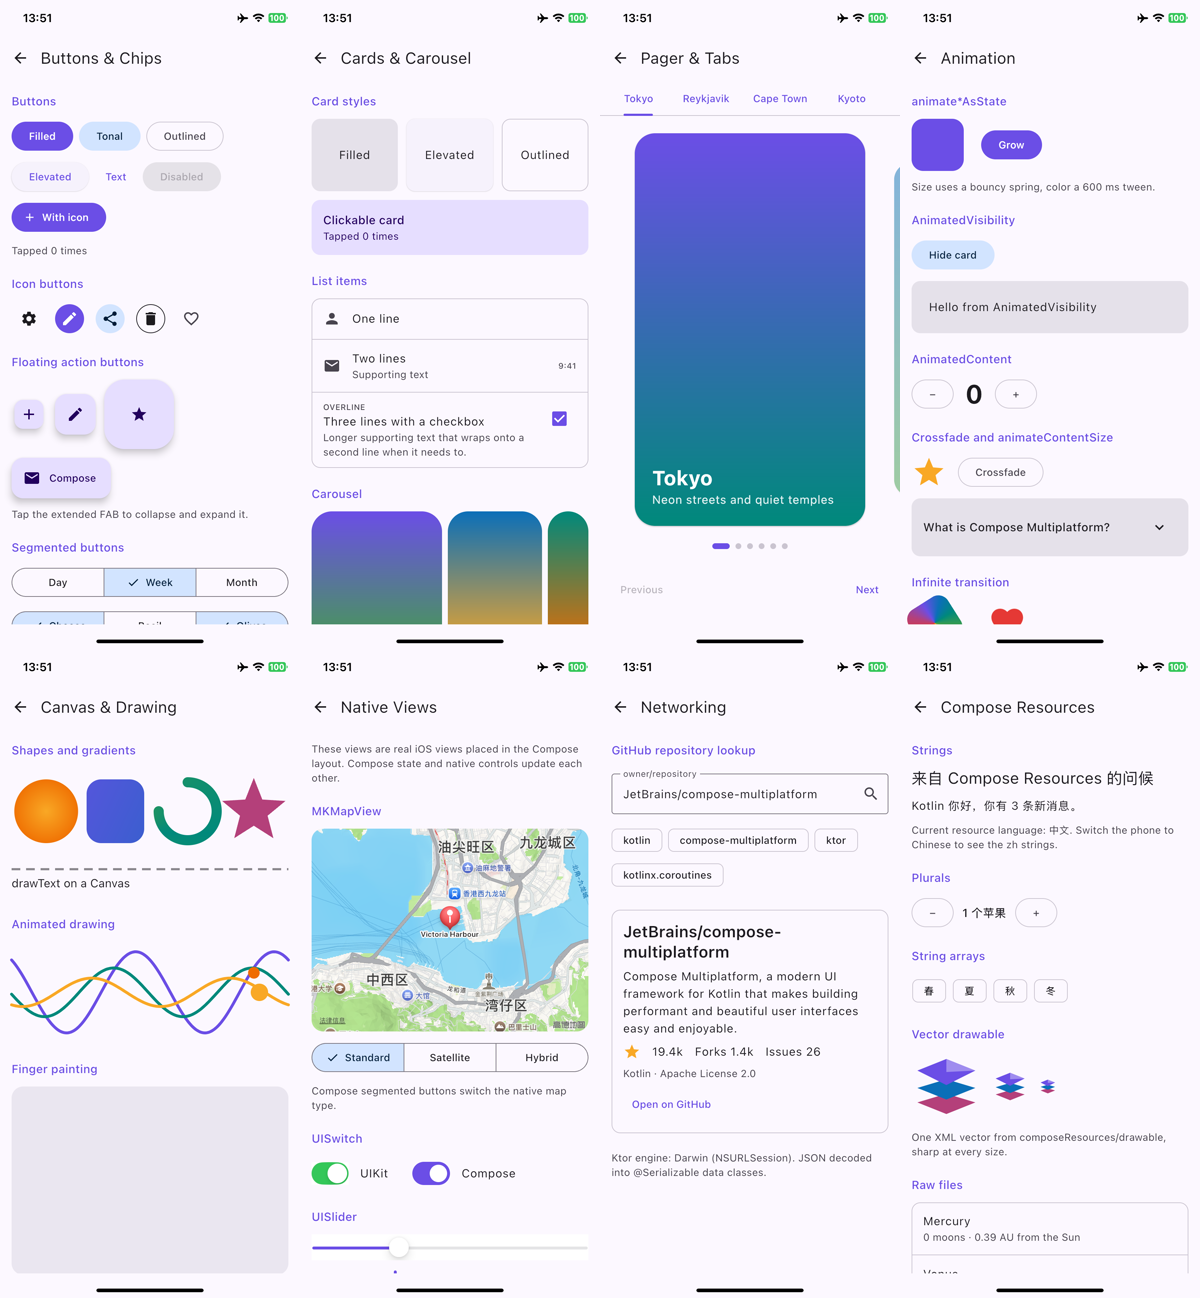 13:51
100
Buttons & Chips
Buttons
Filled
Tonal
Outlined
Elevated
Text
Disabled
With icon
Tapped 0 times
Icon buttons
Floating action buttons
Compose
Tap the extended FAB to collapse and expand it.
Segmented buttons
Day
Week
Month
13:51
100
Cards & Carousel
Card styles
Filled
Elevated
Outlined
Clickable card
Tapped 0 times
List items
One line
Two lines
Supporting text
9:41
OVERLINE
Three lines with a checkbox
Longer supporting text that wraps onto a
second line when it needs to.
Carousel
13:51
100
Pager & Tabs
Tokyo
Reykjavik
Cape Town
Kyoto
Tokyo
Neon streets and quiet temples
Previous
Next
13:51
100
Animation
animate*AsState
Grow
Size uses a bouncy spring, color a 600 ms tween.
AnimatedVisibility
Hide card
Hello from AnimatedVisibility
AnimatedContent
− 0 +
Crossfade and animateContentSize
Crossfade
What is Compose Multiplatform?
Infinite transition
13:51
100
Canvas & Drawing
Shapes and gradients
drawText on a Canvas
Animated drawing
Finger painting
13:51
100
Native Views
These views are real iOS views placed in the Compose
layout. Compose state and native controls update each
other.
MKMapView
油尖旺区
九龙城区
油麻地警署
香港西九龙站
Victoria Harbour
中西区
大馆
湾仔区
法律信息
Standard
Satellite
Hybrid
Compose segmented buttons switch the native map
type.
UISwitch
UIKit
Compose
UISlider
13:51
100
Networking
GitHub repository lookup
owner/repository
JetBrains/compose-multiplatform
kotlin
compose-multiplatform
ktor
kotlinx.coroutines
JetBrains/compose-
multiplatform
Compose Multiplatform, a modern UI
framework for Kotlin that makes building
performant and beautiful user interfaces
easy and enjoyable.
19.4k Forks 1.4k Issues 26
Kotlin · Apache License 2.0
Open on GitHub
Ktor engine: Darwin (NSURLSession). JSON decoded
into @Serializable data classes.
13:51
100
Compose Resources
Strings
来自 Compose Resources 的问候
Kotlin 你好，你有 3 条新消息。
Current resource language: 中文. Switch the phone to
Chinese to see the zh strings.
Plurals
− 1 个苹果 +
String arrays
春
夏
秋
冬
Vector drawable
One XML vector from composeResources/drawable,
sharp at every size.
Raw files
Mercury
0 moons · 0.39 AU from the Sun